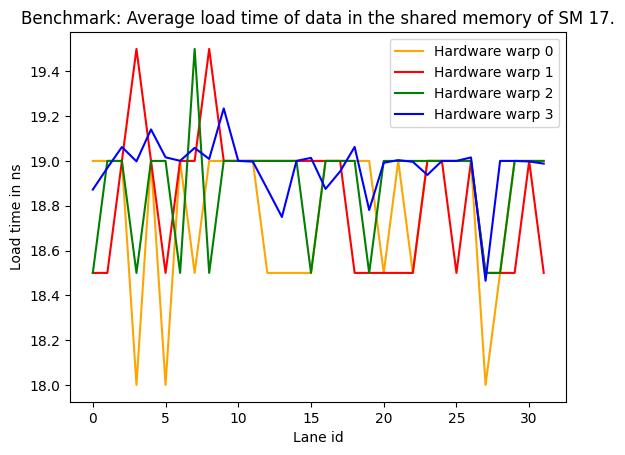 Benchmark: Average load time of data in the shared memory of SM 17.
Hardware warp 0
Hardware warp 1
Hardware warp 2
Hardware warp 3
19.4
19.2
19.0
18.8
18.6
18.4
18.2
18.0
Load time in ns
0 5 10 15 20 25 30
Lane id